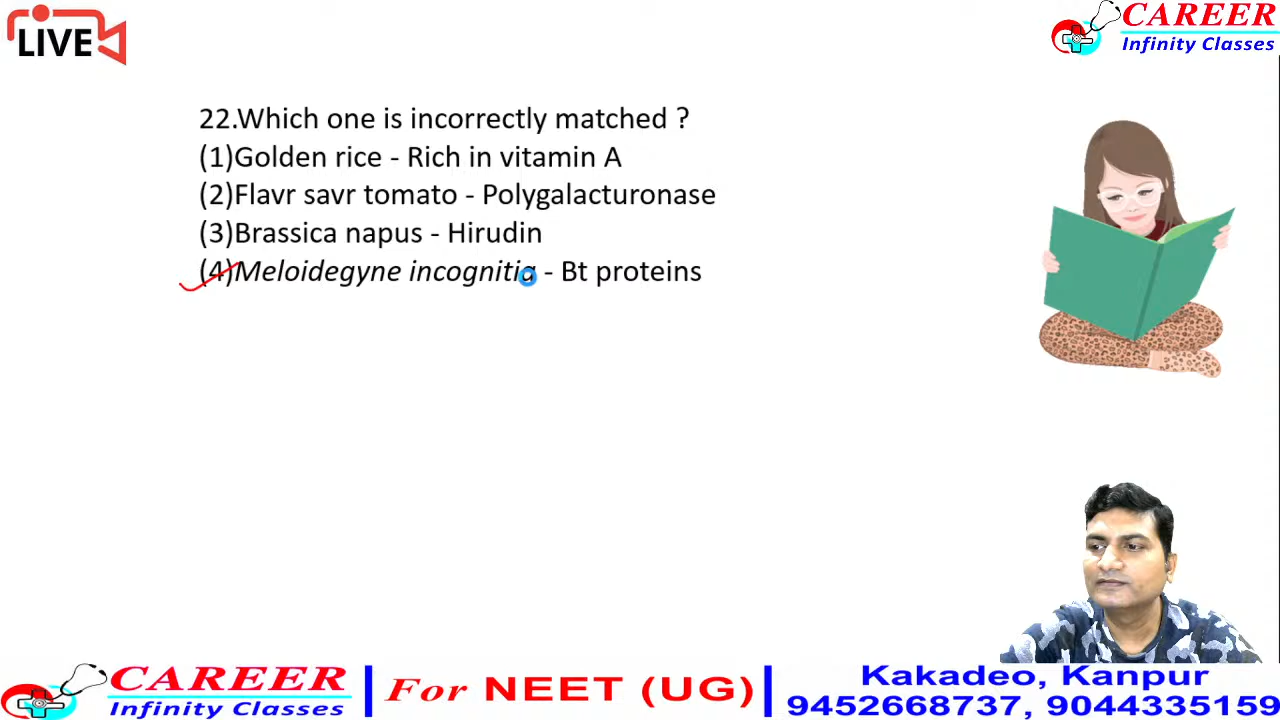 LIVE
CAREER
Infinity Classes
22.Which one is incorrectly matched ?
(1)Golden rice - Rich in vitamin A
(2)Flavr savr tomato - Polygalacturonase
(3)Brassica napus - Hirudin
(4)Meloidegyne incognitia - Bt proteins
CAREER
Infinity Classes
For NEET (UG)
Kakadeo, Kanpur
9452668737, 9044335159